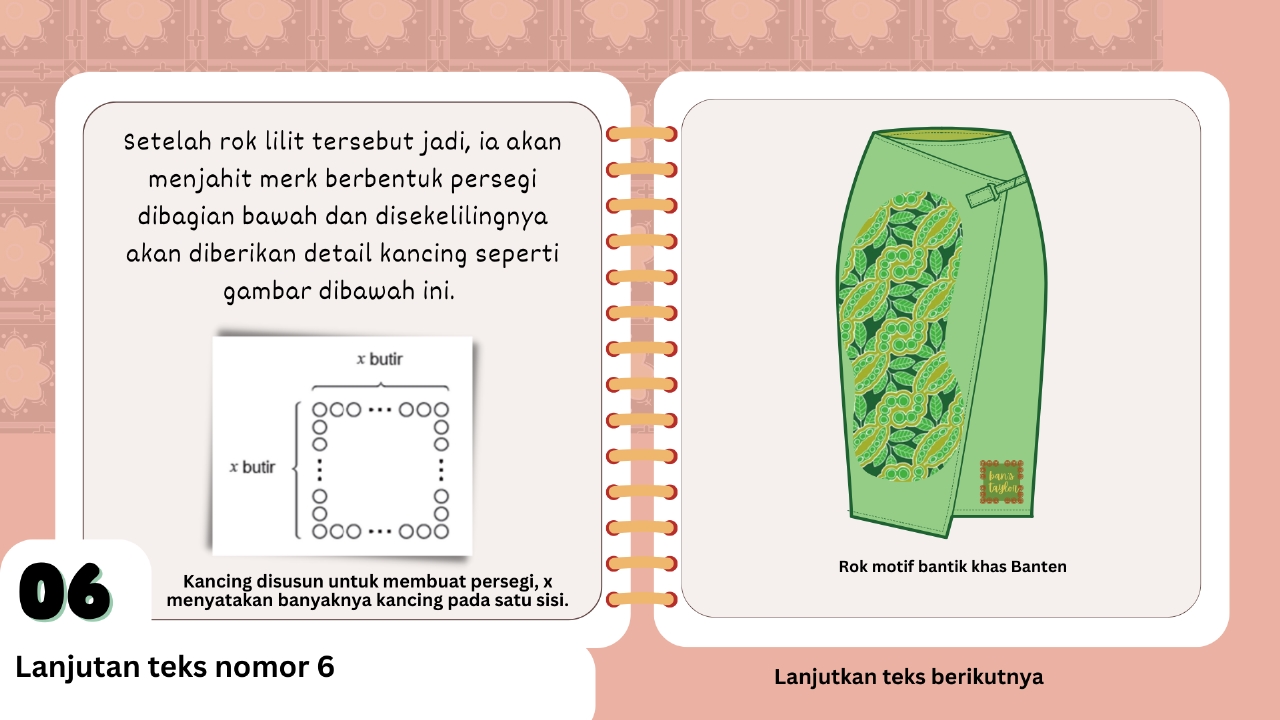 Setelah rok lilit tersebut jadi, ia akan
menjahit merk berbentuk persegi
dibagian bawah dan disekelilingnya
akan diberikan detail kancing seperti
gambar dibawah ini.
x butir
x butir
Kancing disusun untuk membuat persegi, x
menyatakan banyaknya kancing pada satu sisi.
06
Lanjutan teks nomor 6
ban's
taylor
Rok motif bantik khas Banten
Lanjutkan teks berikutnya